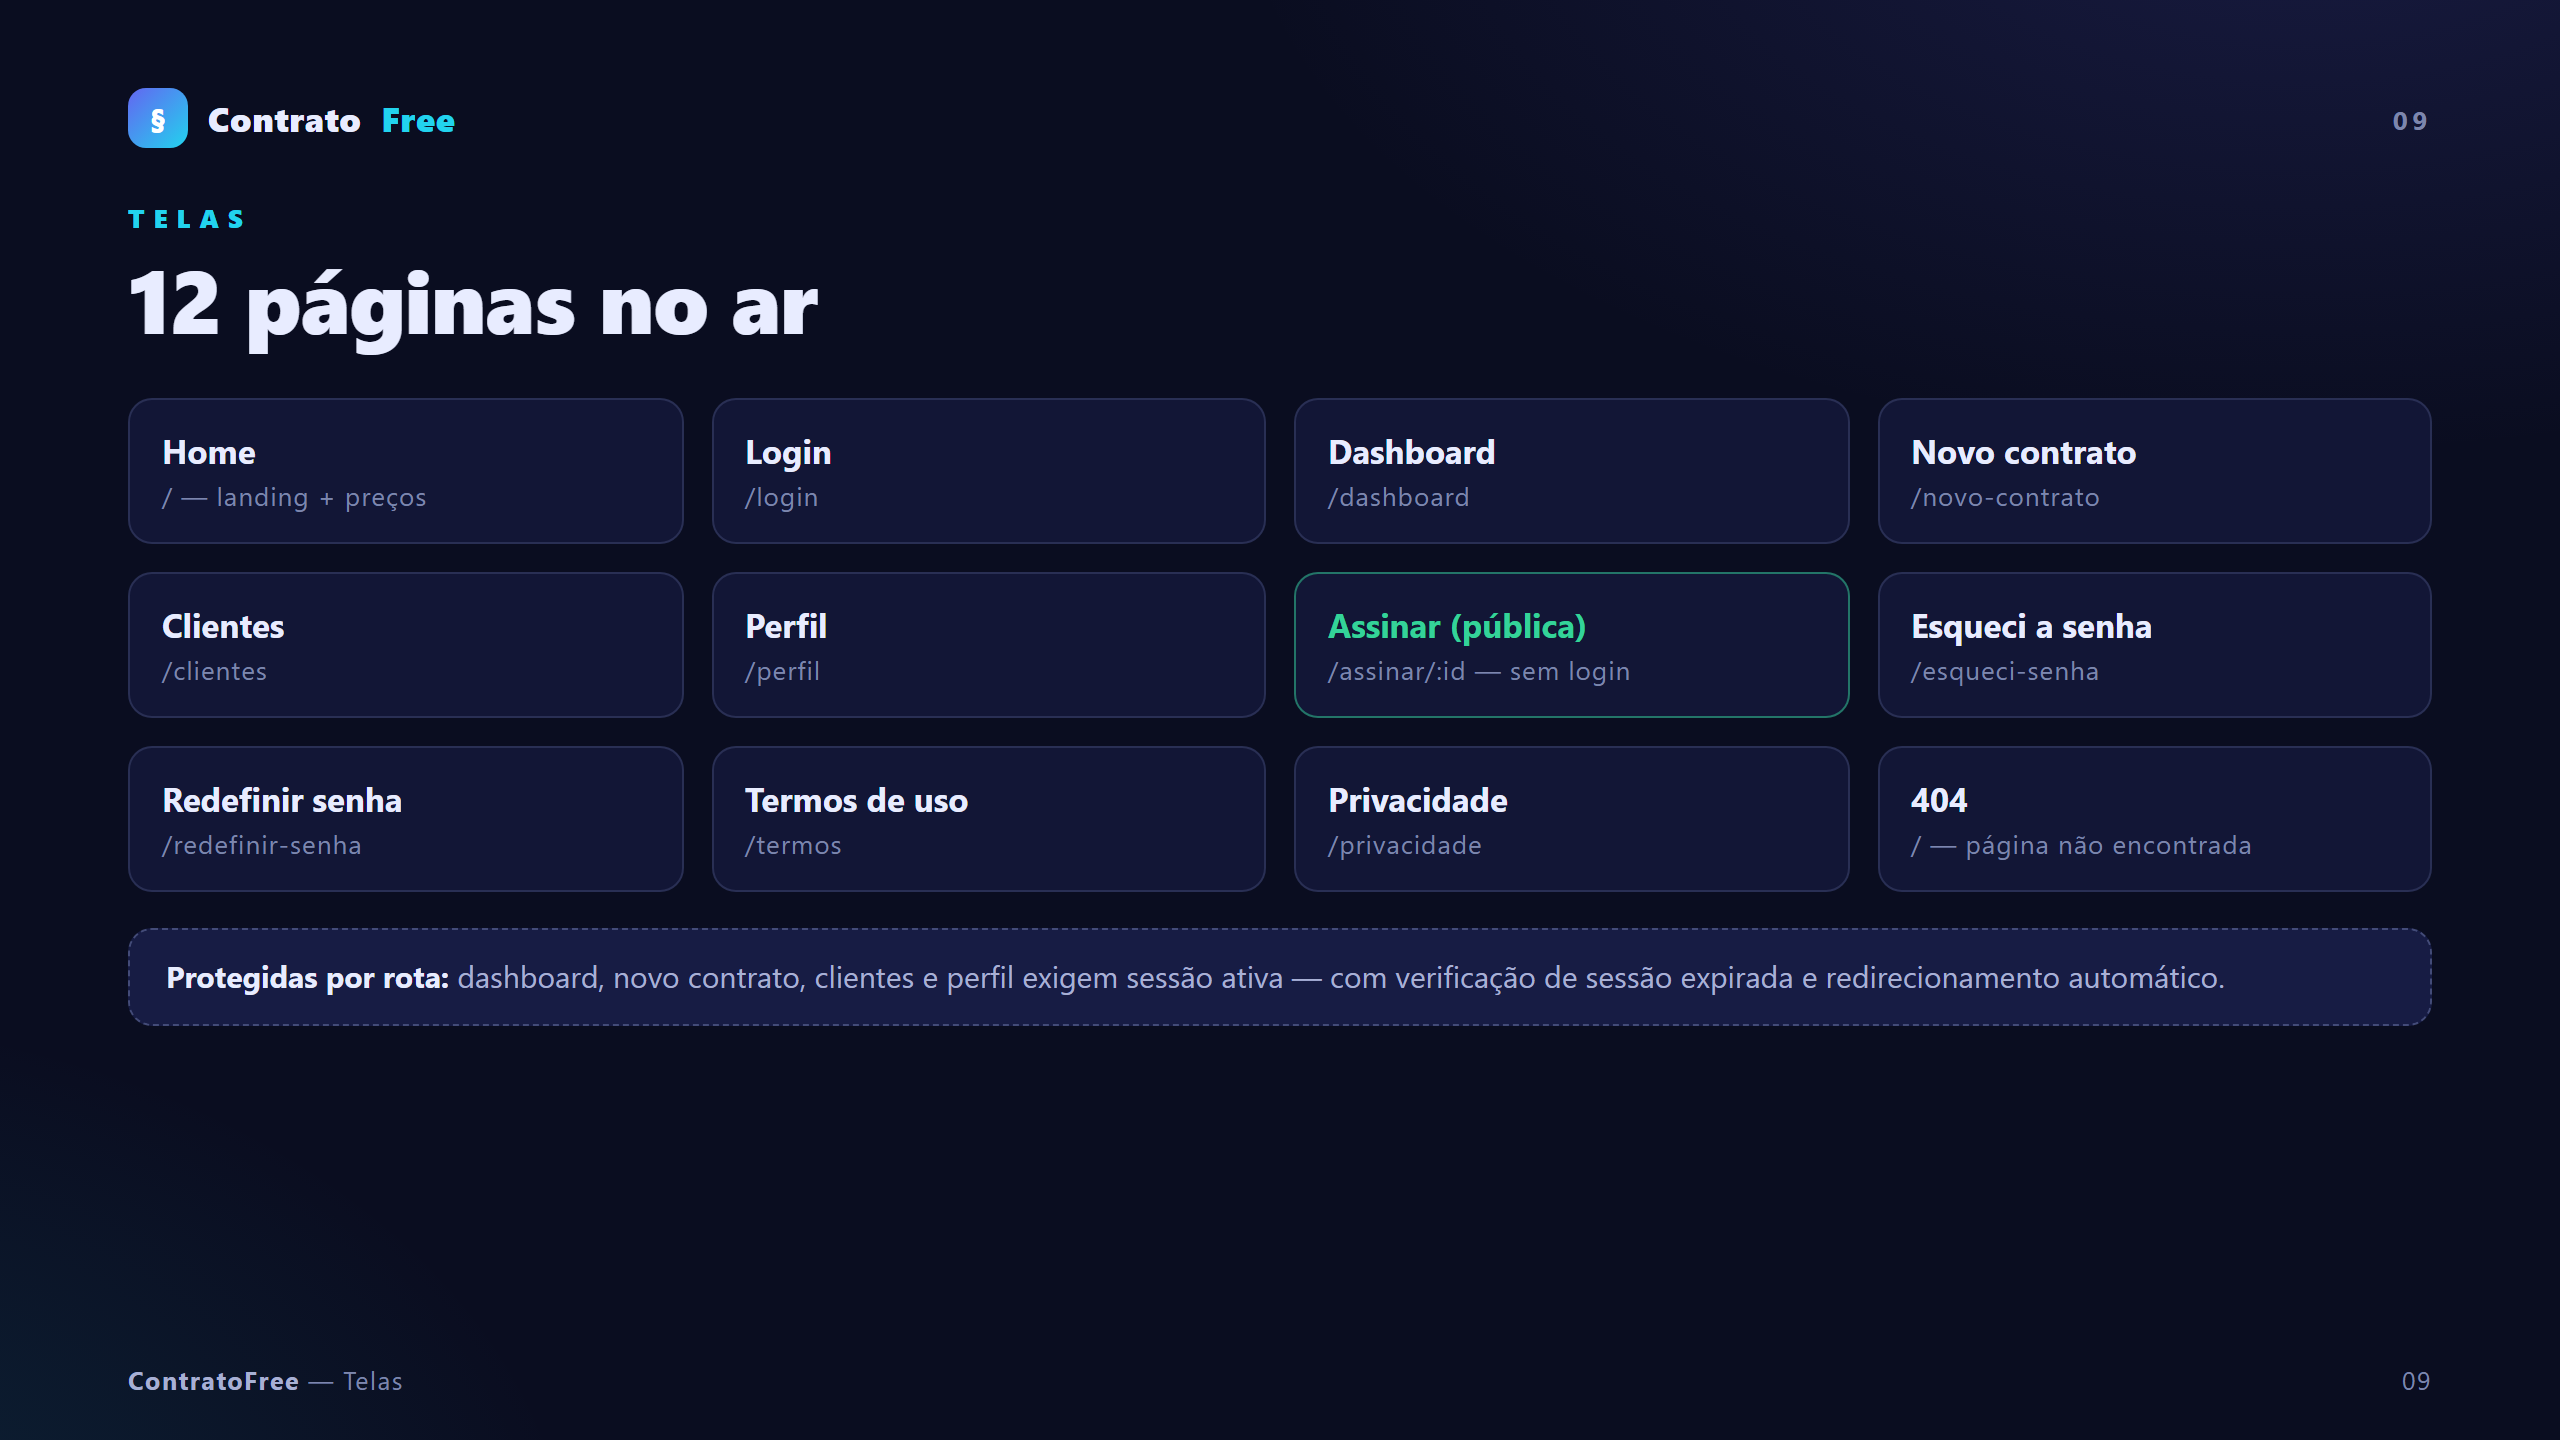 § Contrato Free
09
TELAS
12 páginas no ar
Home
/ — landing + preços
Login
/login
Dashboard
/dashboard
Novo contrato
/novo-contrato
Clientes
/clientes
Perfil
/perfil
Assinar (pública)
/assinar/:id — sem login
Esqueci a senha
/esqueci-senha
Redefinir senha
/redefinir-senha
Termos de uso
/termos
Privacidade
/privacidade
404
/ — página não encontrada
Protegidas por rota: dashboard, novo contrato, clientes e perfil exigem sessão ativa — com verificação de sessão expirada e redirecionamento automático.
ContratoFree — Telas
09